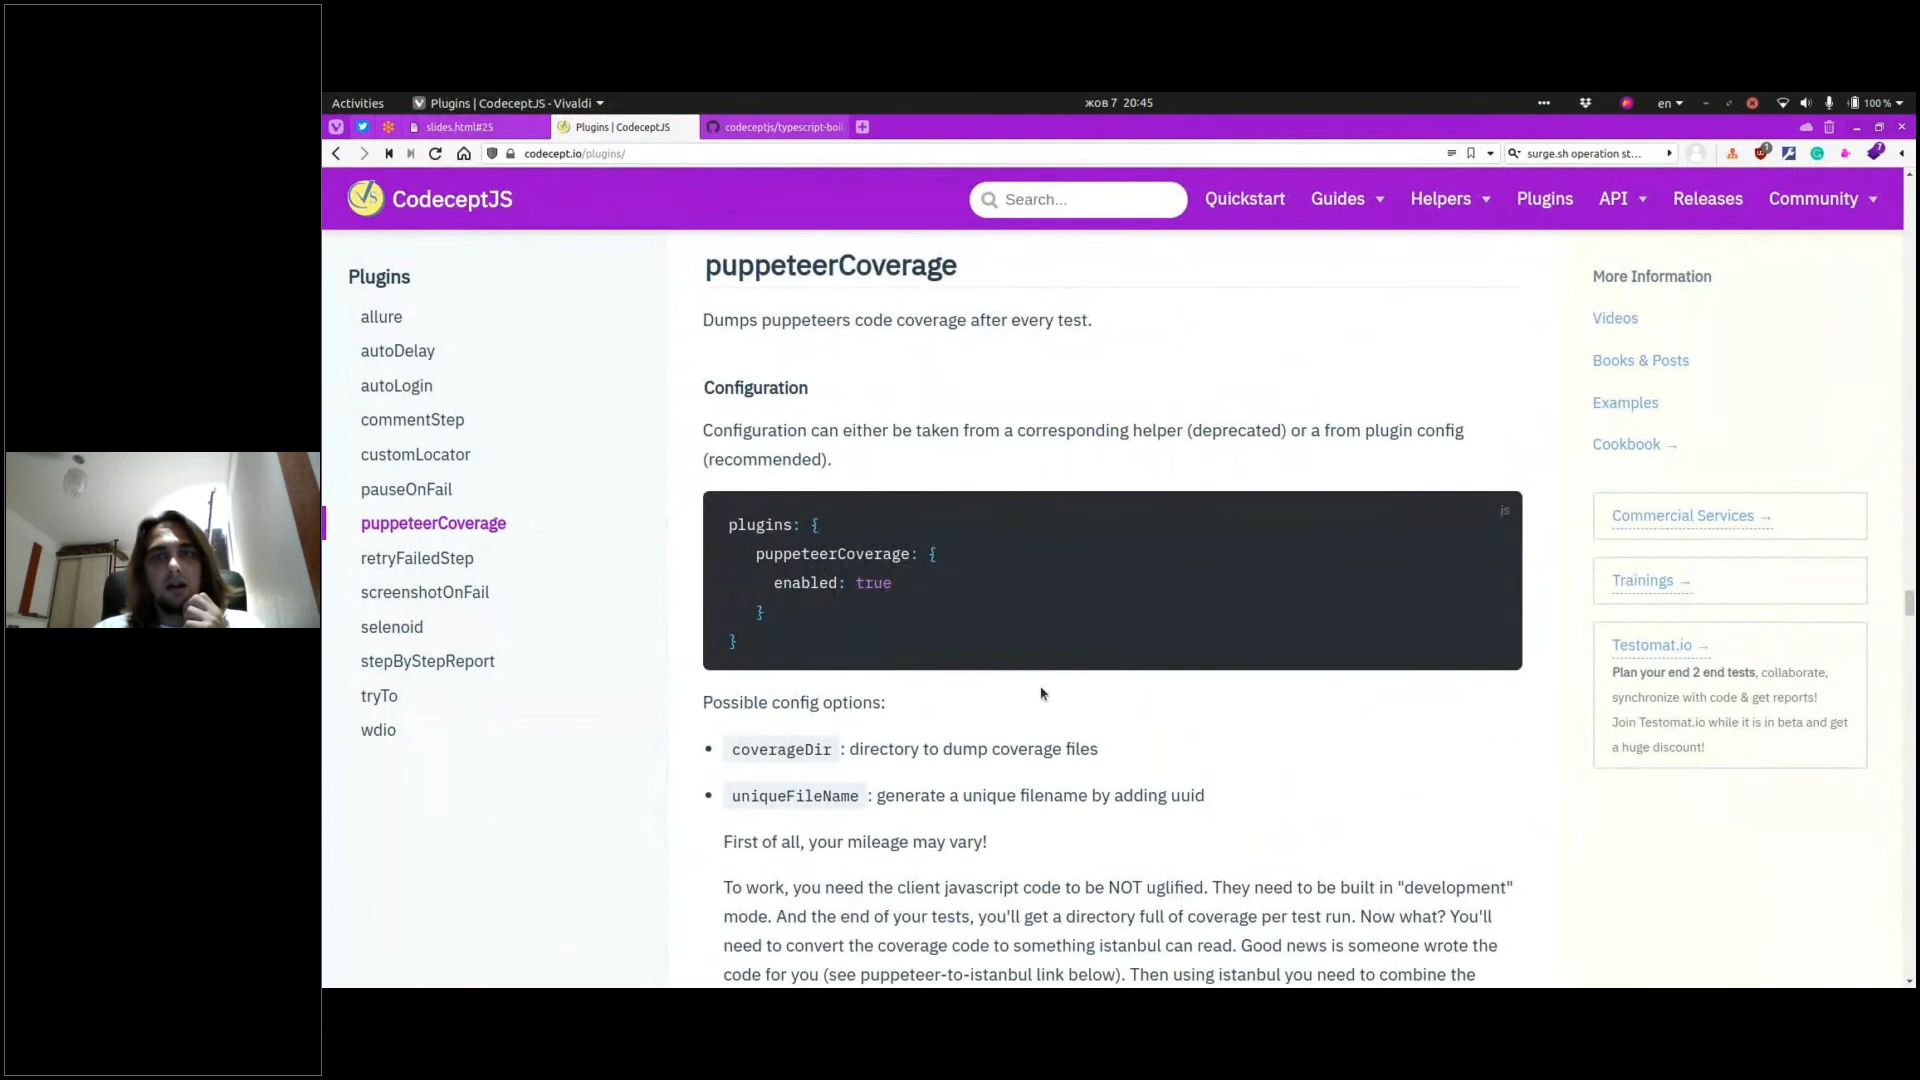 Activities
Plugins | CodeceptJS - Vivaldi
жов 7 20:45
en
100 %
slides.html#25
Plugins | CodeceptJS
codeceptjs/typescript-boil
codecept.io/plugins/
surge.sh operation st...
1
7
CodeceptJS
Search...
Quickstart
Guides
Helpers
Plugins
API
Releases
Community
Plugins
allure
autoDelay
autoLogin
commentStep
customLocator
pauseOnFail
puppeteerCoverage
retryFailedStep
screenshotOnFail
selenoid
stepByStepReport
tryTo
wdio
puppeteerCoverage
Dumps puppeteers code coverage after every test.
Configuration
Configuration can either be taken from a corresponding helper (deprecated) or a from plugin config
(recommended).
js
plugins: {
puppeteerCoverage: {
enabled: true
}
}
Possible config options:
• coverageDir : directory to dump coverage files
• uniqueFileName : generate a unique filename by adding uuid
First of all, your mileage may vary!
To work, you need the client javascript code to be NOT uglified. They need to be built in "development"
mode. And the end of your tests, you'll get a directory full of coverage per test run. Now what? You'll
need to convert the coverage code to something istanbul can read. Good news is someone wrote the
code for you (see puppeteer-to-istanbul link below). Then using istanbul you need to combine the
More Information
Videos
Books & Posts
Examples
Cookbook →
Commercial Services →
Trainings →
Testomat.io →
Plan your end 2 end tests, collaborate,
synchronize with code & get reports!
Join Testomat.io while it is in beta and get
a huge discount!